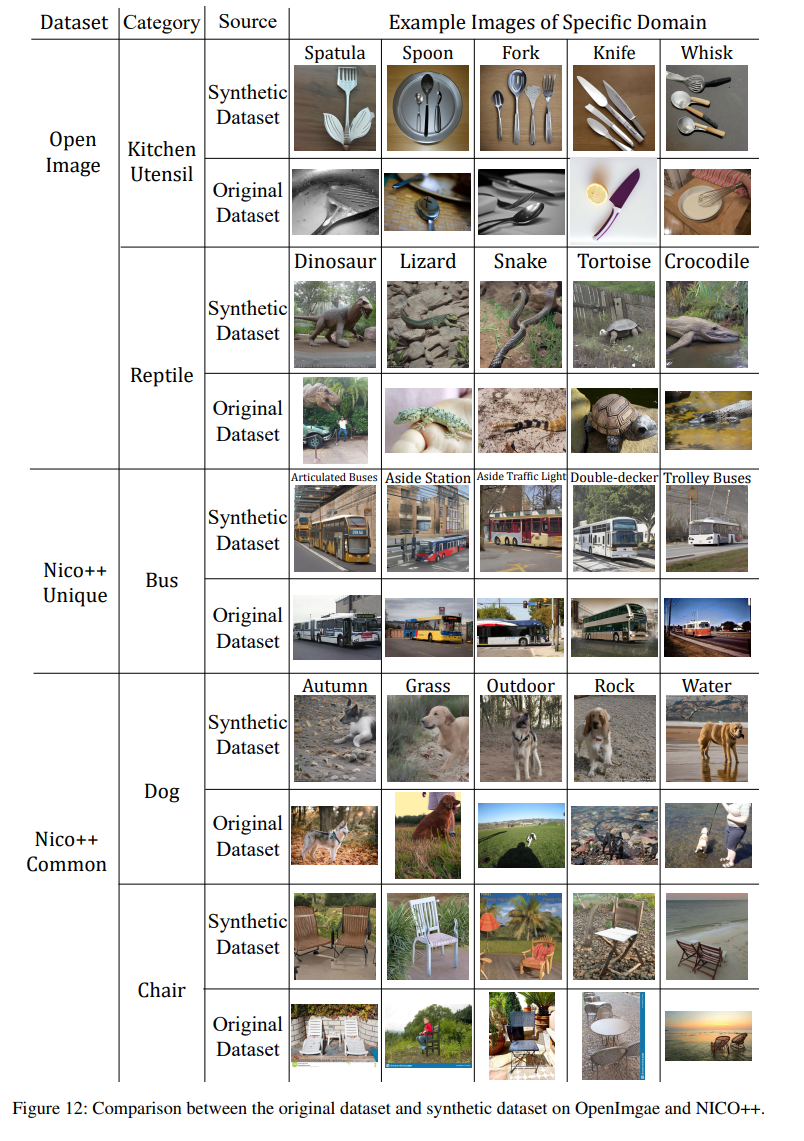 Dataset Category Source Example Images of Specific Domain
Open
Image
Kitchen
Utensil
Synthetic
Dataset
Spatula Spoon Fork Knife Whisk
Original
Dataset
Reptile
Synthetic
Dataset
Dinosaur Lizard Snake Tortoise Crocodile
Original
Dataset
Nico++
Unique
Bus
Synthetic
Dataset
Articulated Buses Aside Station Aside Traffic Light Double-decker Trolley Buses
Original
Dataset
Nico++
Common
Dog
Synthetic
Dataset
Autumn Grass Outdoor Rock Water
Original
Dataset
Chair
Synthetic
Dataset
Original
Dataset
Figure 12: Comparison between the original dataset and synthetic dataset on OpenImgae and NICO++.